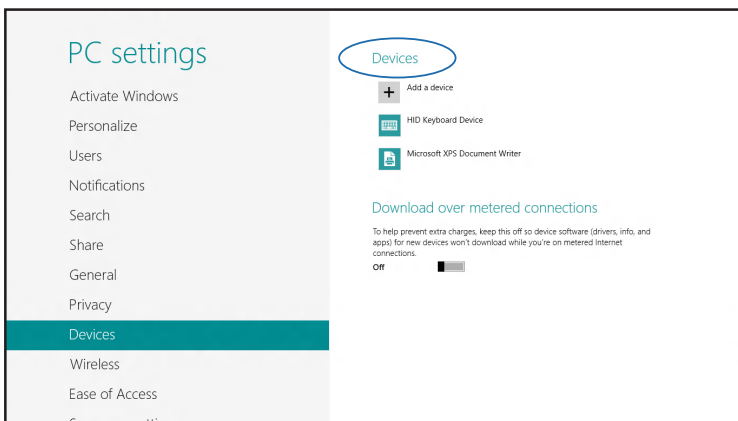 PC settings
Activate Windows
Personalize
Users
Notifications
Search
Share
General
Privacy
Devices
Wireless
Ease of Access
Devices
Add a device
HID Keyboard Device
Microsoft XPS Document Writer
Download over metered connections
To help prevent extra charges, keep this off so device software (drivers, info, and
apps) for new devices won't download while you're on metered Internet
connections.
Off